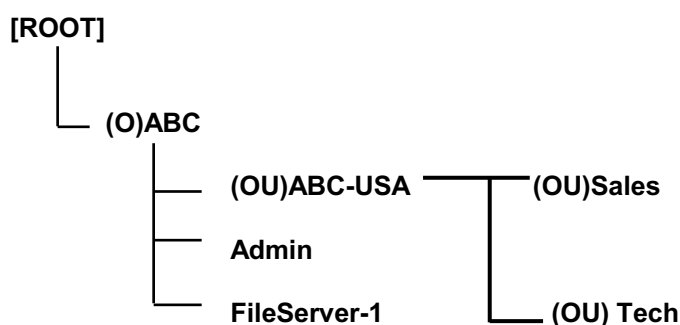 [ROOT]
(O)ABC
(OU)ABC-USA
(OU)Sales
Admin
FileServer-1
(OU) Tech